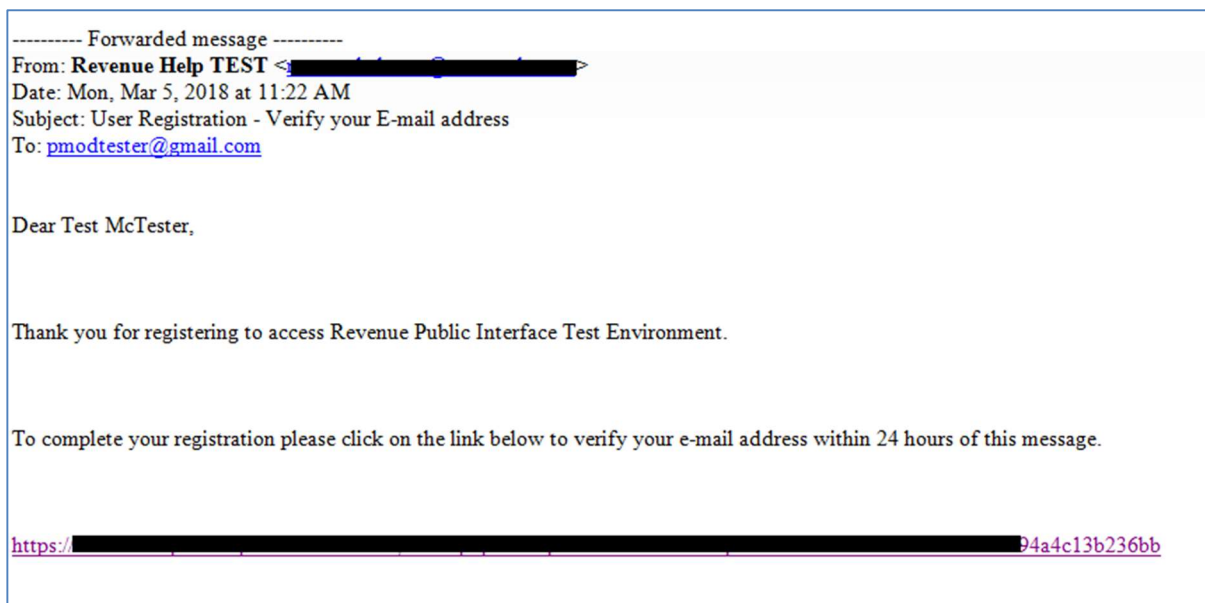 ---------- Forwarded message ----------
From: Revenue Help TEST < >
Date: Mon, Mar 5, 2018 at 11:22 AM
Subject: User Registration - Verify your E-mail address
To: pmodtester@gmail.com
Dear Test McTester,
Thank you for registering to access Revenue Public Interface Test Environment.
To complete your registration please click on the link below to verify your e-mail address within 24 hours of this message.
https:// 94a4c13b236bb